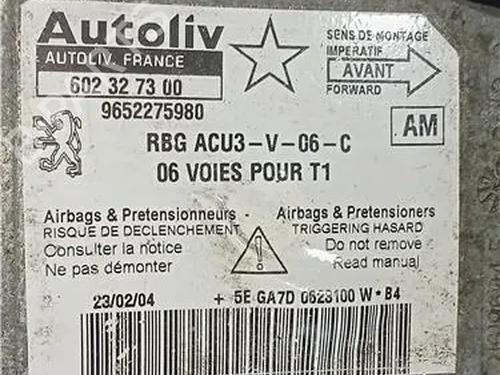 Autoliv
AUTOLIV. FRANCE
602 32 73 00
9652275980
SENS DE MONTAGE
IMPERATIF
AVANT
FORWARD
RBG ACU3-V-06-C
AM
06 VOIES POUR T1
Airbags & Pretensionneurs
RISQUE DE DECLENCHEMENT
Consulter la notice
Ne pas démonter
Airbags & Pretensioners
TRIGGERING HASARD
Do not remove
Read manual
23/02/04 + 5E GA7D 0623100 W * B4